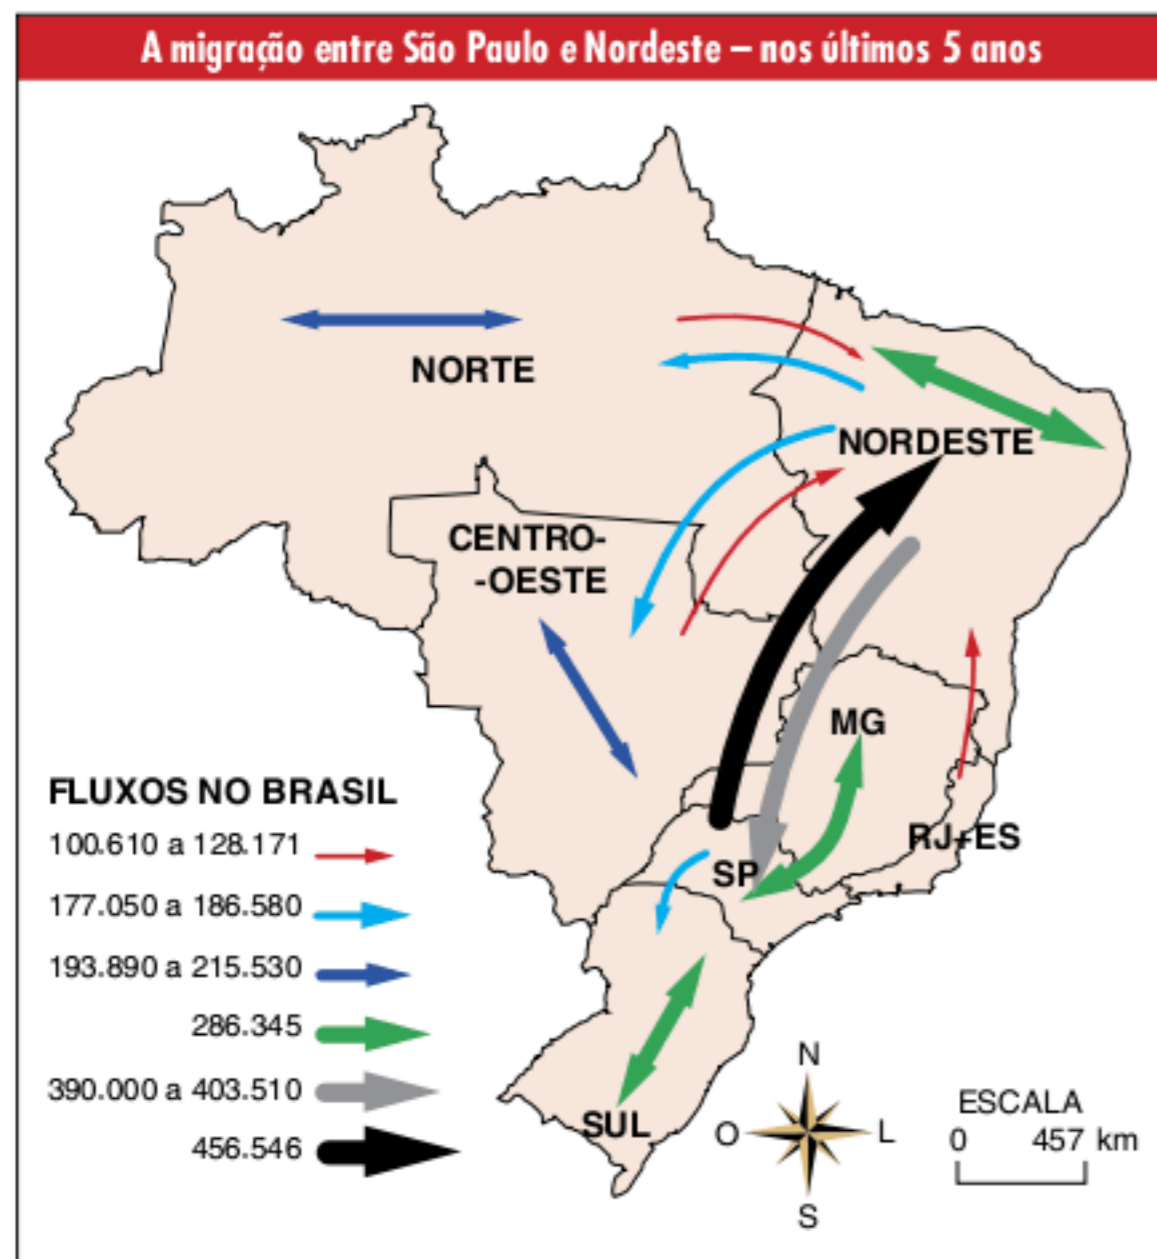 A migração entre São Paulo e Nordeste – nos últimos 5 anos
NORTE
NORDESTE
CENTRO-
-OESTE
MG
RJ+ES
SP
SUL
FLUXOS NO BRASIL
100.610 a 128.171
177.050 a 186.580
193.890 a 215.530
286.345
390.000 a 403.510
456.546
N
O
L
S
ESCALA
0 457 km